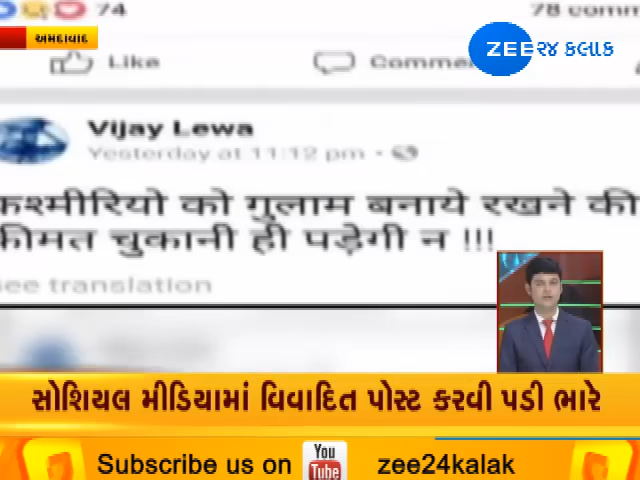 74
78 comm
અમદાવાદ
ZEE ૨૪ કલાક
Like
Commen
Vijay Lewa
Yesterday at 11:12 pm
कश्मीरियो को गुलाम बनाये रखने की
कीमत चुकानी ही पड़ेगी न !!!
See translation
સોશિયલ મીડિયામાં વિવાદિત પોસ્ટ કરવી પડી ભારે
Subscribe us on You Tube zee24kalak